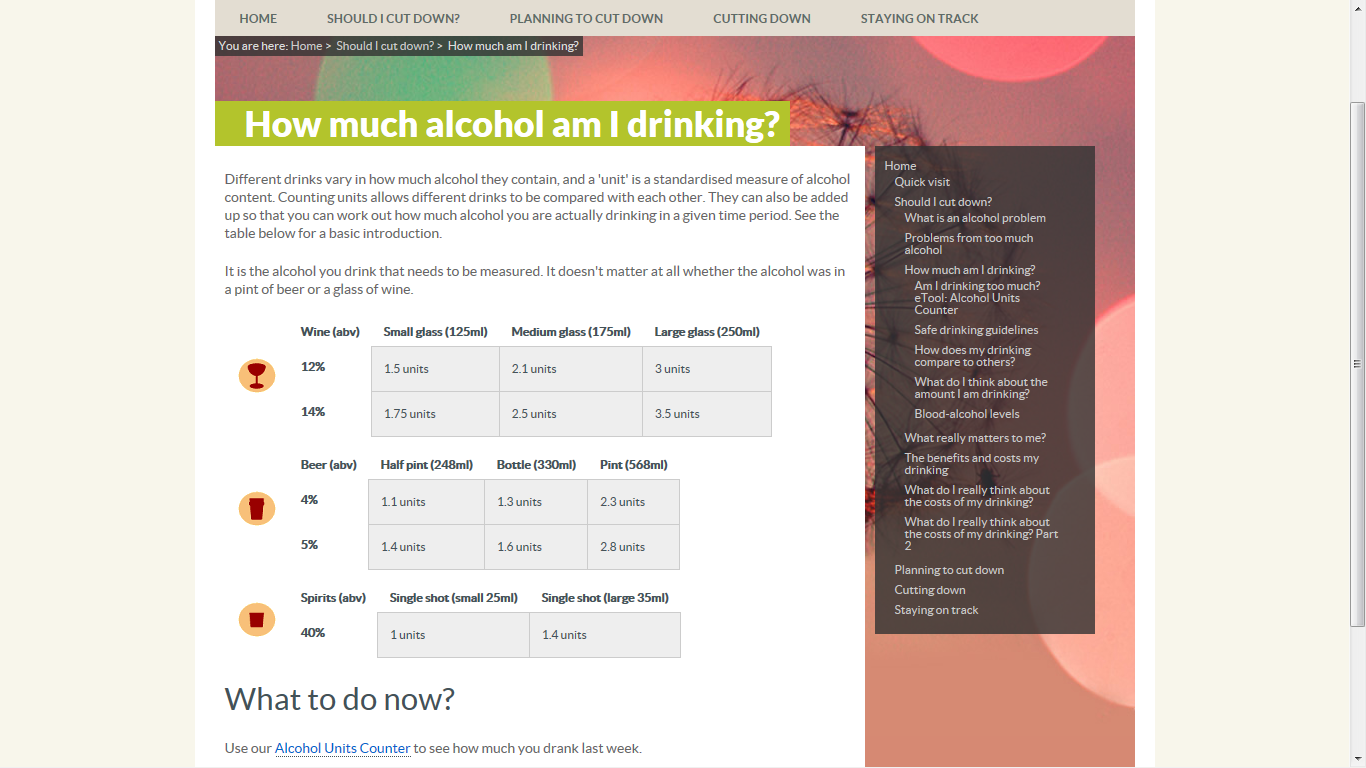 HOME SHOULD I CUT DOWN? PLANNING TO CUT DOWN CUTTING DOWN STAYING ON TRACK
You are here: Home > Should I cut down? > How much am I drinking?
How much alcohol am I drinking?
Different drinks vary in how much alcohol they contain, and a 'unit' is a standardised measure of alcohol
content. Counting units allows different drinks to be compared with each other. They can also be added
up so that you can work out how much alcohol you are actually drinking in a given time period. See the
table below for a basic introduction.
It is the alcohol you drink that needs to be measured. It doesn't matter at all whether the alcohol was in
a pint of beer or a glass of wine.
Wine (abv) Small glass (125ml) Medium glass (175ml) Large glass (250ml)
12% 1.5 units 2.1 units 3 units
14% 1.75 units 2.5 units 3.5 units
Beer (abv) Half pint (248ml) Bottle (330ml) Pint (568ml)
4% 1.1 units 1.3 units 2.3 units
5% 1.4 units 1.6 units 2.8 units
Spirits (abv) Single shot (small 25ml) Single shot (large 35ml)
40% 1 units 1.4 units
What to do now?
Use our Alcohol Units Counter to see how much you drank last week.
Home
Quick visit
Should I cut down?
What is an alcohol problem
Problems from too much
alcohol
How much am I drinking?
Am I drinking too much?
eTool: Alcohol Units
Counter
Safe drinking guidelines
How does my drinking
compare to others?
What do I think about the
amount I am drinking?
Blood-alcohol levels
What really matters to me?
The benefits and costs my
drinking
What do I really think about
the costs of my drinking?
What do I really think about
the costs of my drinking? Part
2
Planning to cut down
Cutting down
Staying on track